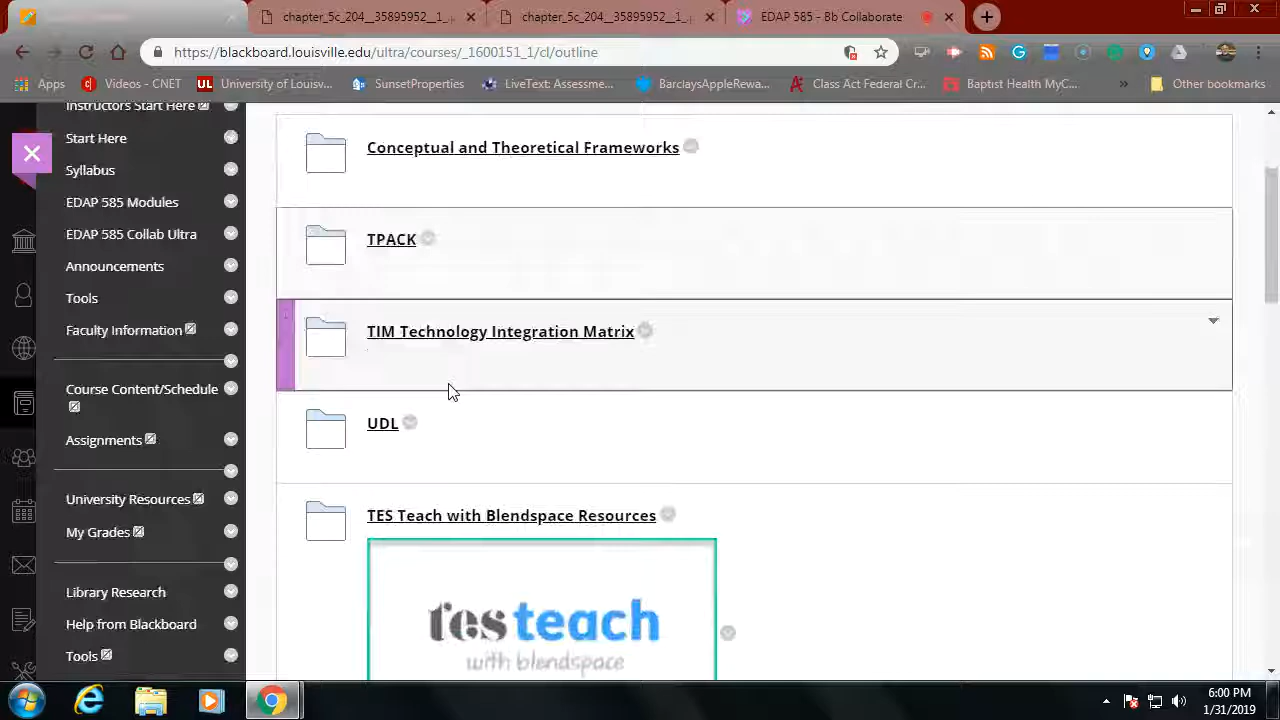 chapter_5c_204__35895952__1_.
chapter_5c_204__35895952__1_.
EDAP 585 - Bb Collaborate
https://blackboard.louisville.edu/ultra/courses/_1600151_1/cl/outline
Apps
Videos - CNET
University of Louisv...
SunsetProperties
LiveText: Assessme...
BarclaysAppleRewa...
Class Act Federal Cr...
Baptist Health MyC...
»
Other bookmarks
Instructors Start Here
Start Here
Syllabus
EDAP 585 Modules
EDAP 585 Collab Ultra
Announcements
Tools
Faculty Information
Course Content/Schedule
Assignments
University Resources
My Grades
Library Research
Help from Blackboard
Tools
Conceptual and Theoretical Frameworks
TPACK
TIM Technology Integration Matrix
UDL
TES Teach with Blendspace Resources
tes teach
with blendspace
6:00 PM
1/31/2019